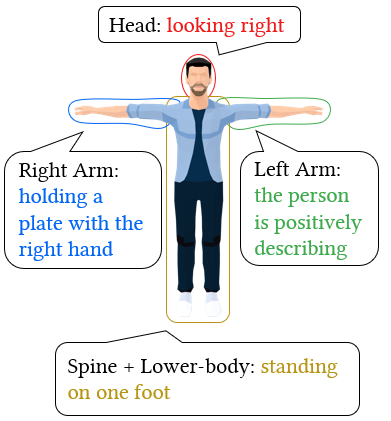 Head: looking right
Right Arm:
holding a
plate with the
right hand
Left Arm:
the person
is positively
describing
Spine + Lower-body: standing
on one foot